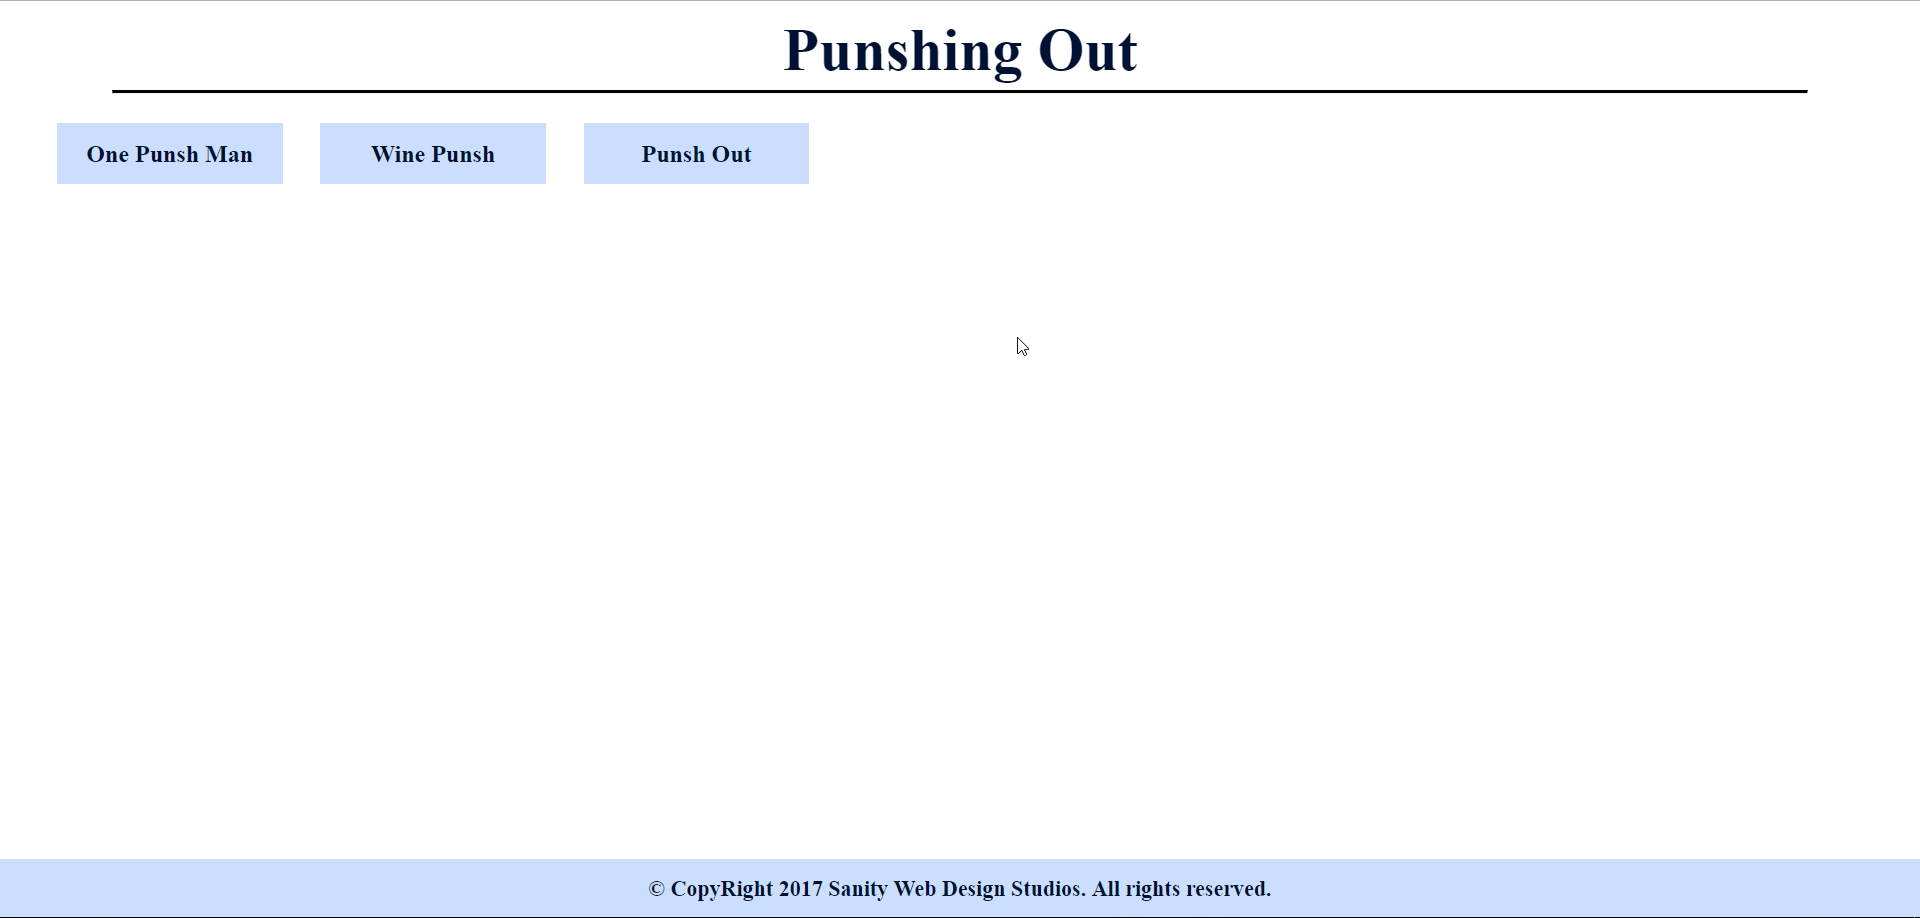 Punshing Out
One Punsh Man
Wine Punsh
Punsh Out
© CopyRight 2017 Sanity Web Design Studios. All rights reserved.